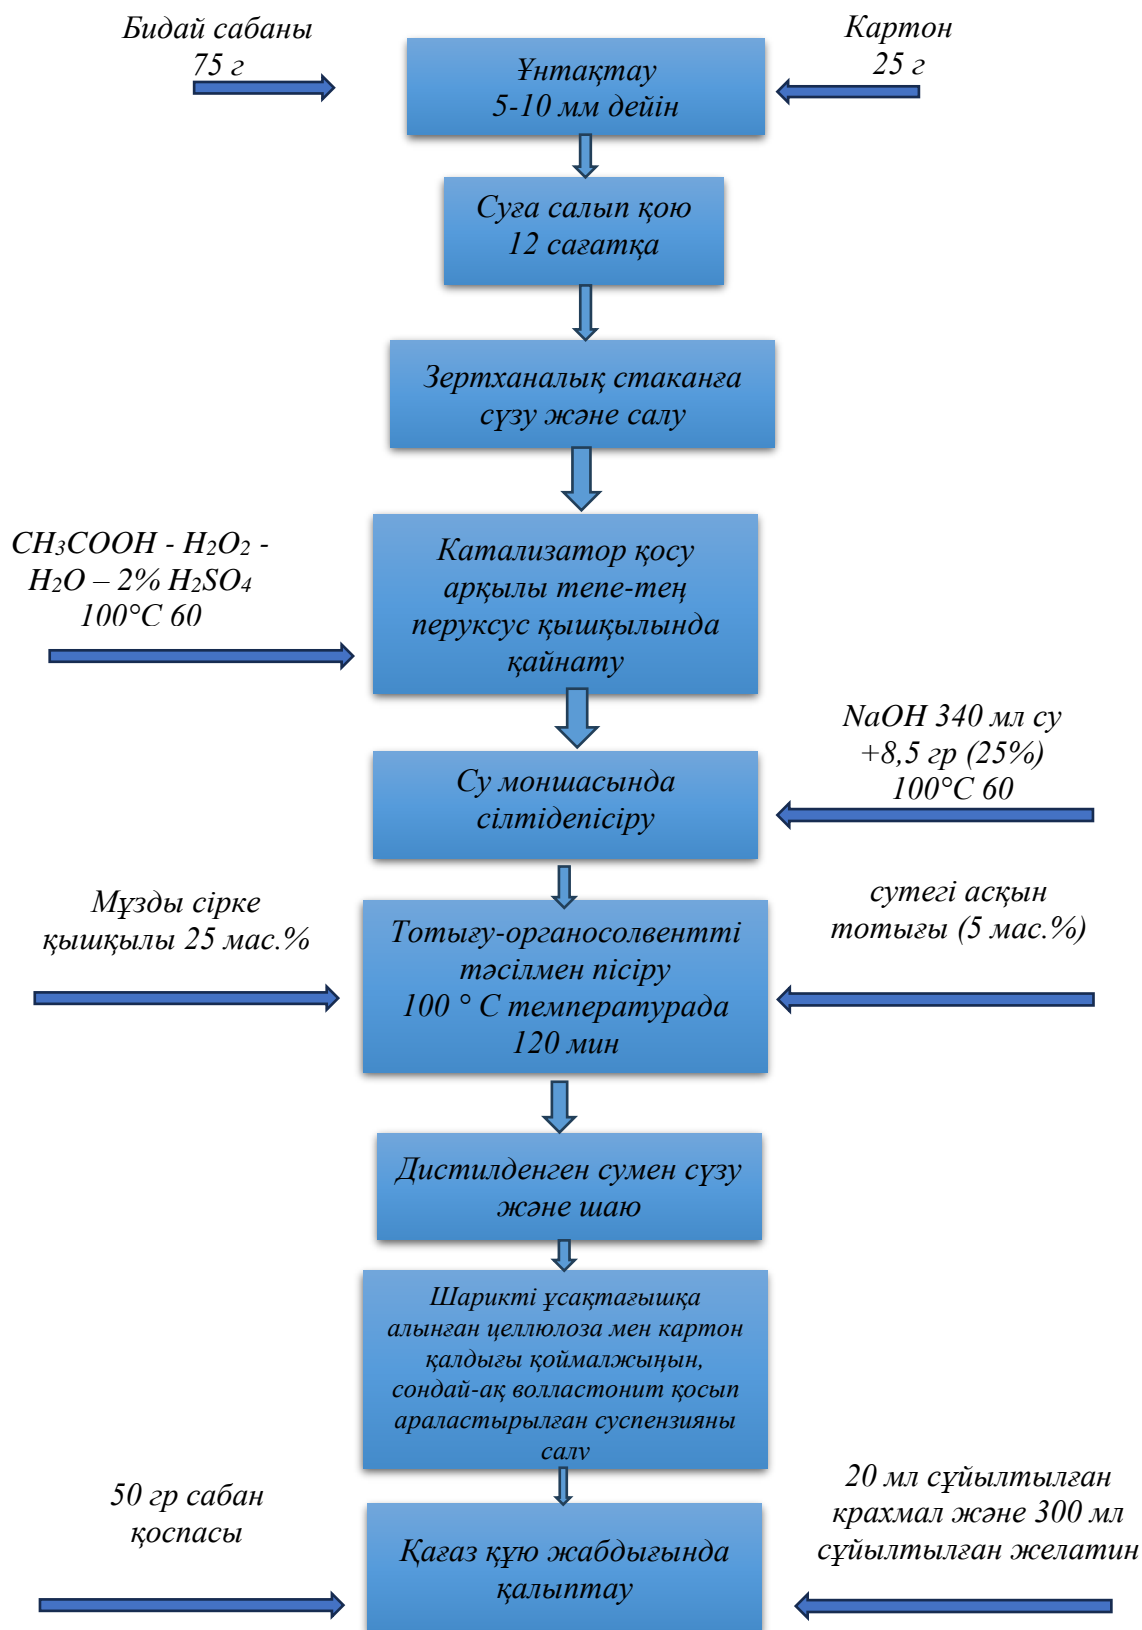 Бидай сабаны
75 г
Картон
25 г
Ұнтақтау
5-10 мм дейін
Суға салып қою
12 сағатқа
Зертханалық стаканға
сүзу және салу
CH₃COOH - H₂O₂ -
H₂O – 2% H₂SO₄
100°C 60
Катализатор қосу
арқылы тепе-тең
перуксус қышқылында
қайнату
NaOH 340 мл су
+8,5 гр (25%)
100°C 60
Су моншасында
сілтідепісіру
Мұзды сірке
қышқылы 25 мас.%
сутегі асқын
тотығы (5 мас.%)
Тотығу-органосолвентті
тәсілмен пісіру
100 ° С температурада
120 мин
Дистилденген сумен сүзу
және шаю
Шарикті ұсақтағышқа
алынған целлюлоза мен картон
қалдығы қоймалжыңын,
сондай-ақ волластонит қосып
араластырылған суспензияны
салу
50 гр сабан
қоспасы
20 мл сұйылтылған
крахмал және 300 мл
сұйылтылған желатин
Қағаз құю жабдығында
қалыптау